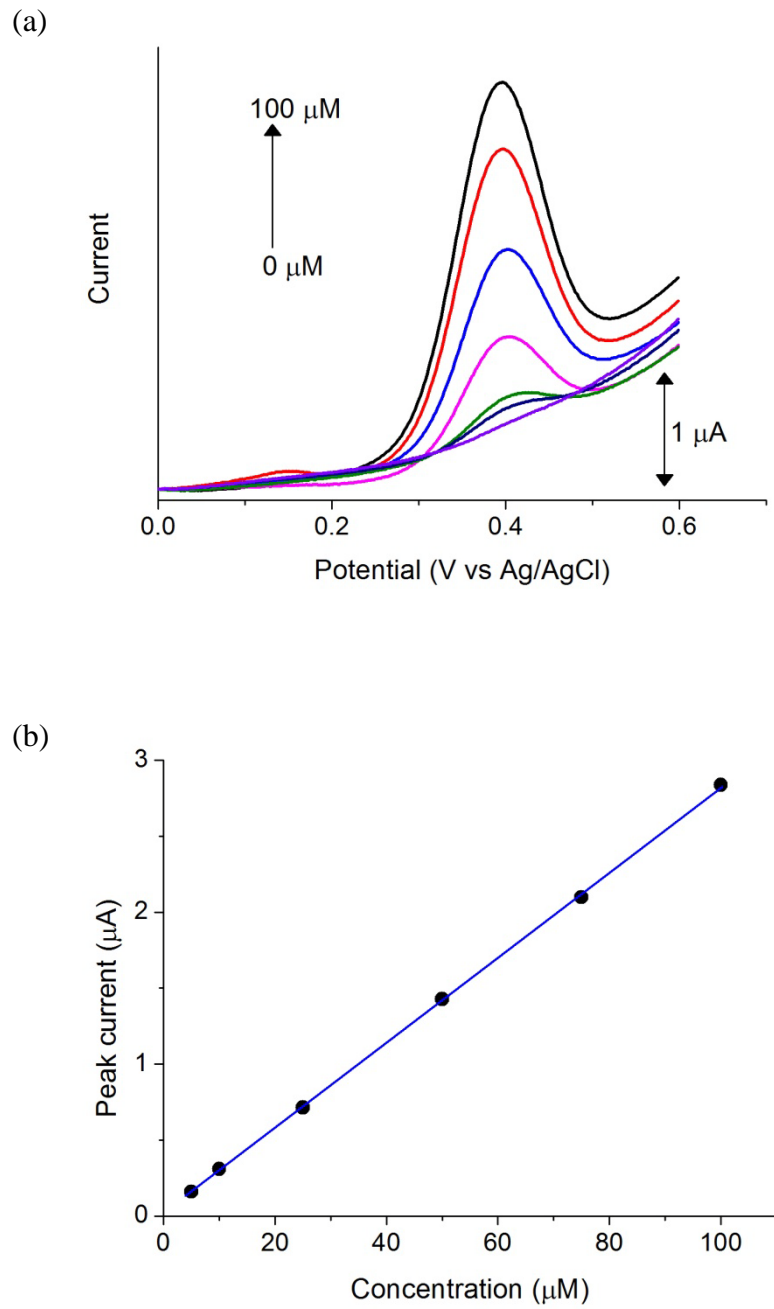 (a)
100 μM
0 μM
Current
1 μA
0.0 0.2 0.4 0.6
Potential (V vs Ag/AgCl)
(b)
3
2
1
0
Peak current (μA)
0 20 40 60 80 100
Concentration (μM)